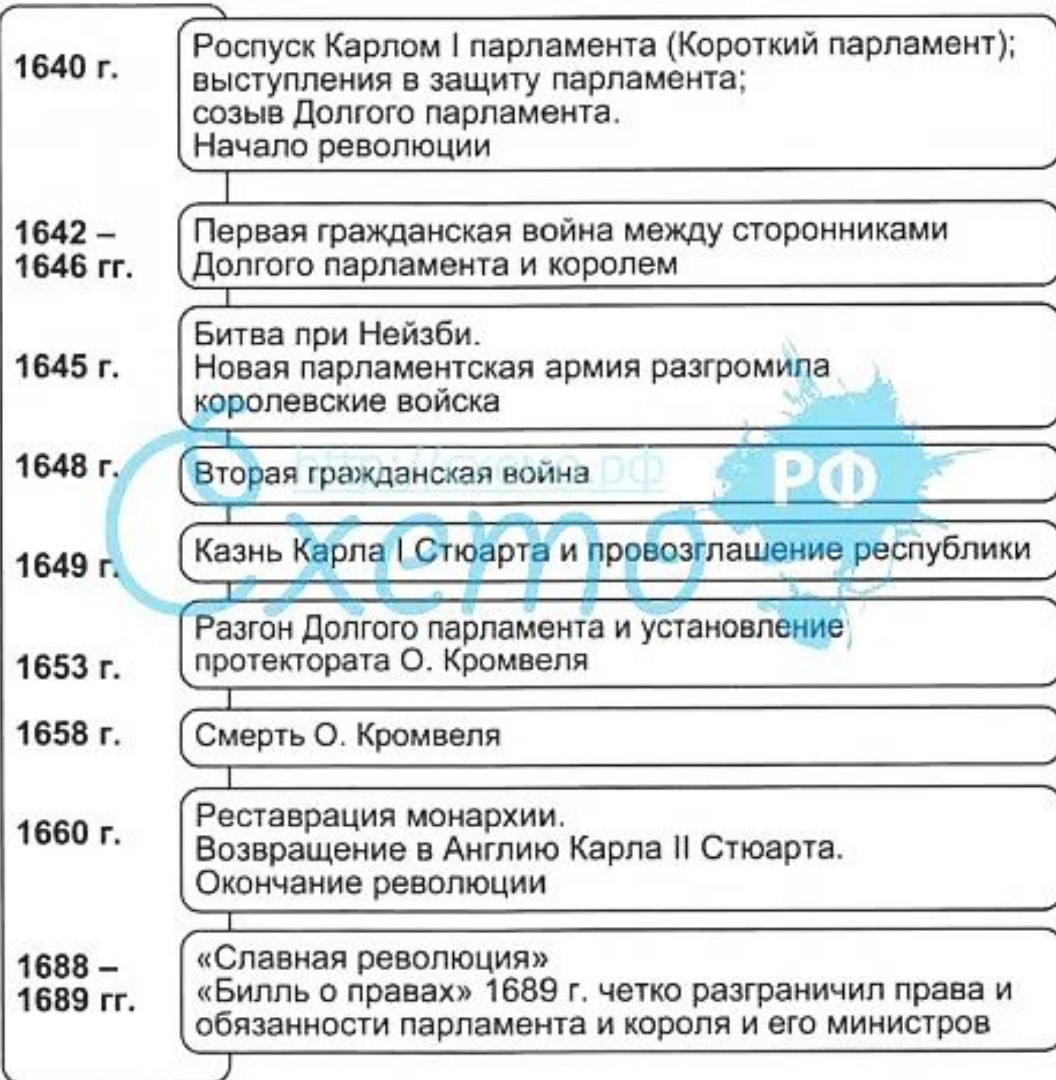 1640 г.
Роспуск Карлом I парламента (Короткий парламент);
выступления в защиту парламента;
созыв Долгого парламента.
Начало революции
1642 –
1646 гг.
Первая гражданская война между сторонниками
Долгого парламента и королем
1645 г.
Битва при Нейзби.
Новая парламентская армия разгромила
королевские войска
1648 г.
Вторая гражданская война
http://схемо.рф
Схемо
РФ
1649 г.
Казнь Карла I Стюарта и провозглашение республики
1653 г.
Разгон Долгого парламента и установление
протектората О. Кромвеля
1658 г.
Смерть О. Кромвеля
1660 г.
Реставрация монархии.
Возвращение в Англию Карла II Стюарта.
Окончание революции
1688 –
1689 гг.
«Славная революция»
«Билль о правах» 1689 г. четко разграничил права и
обязанности парламента и короля и его министров